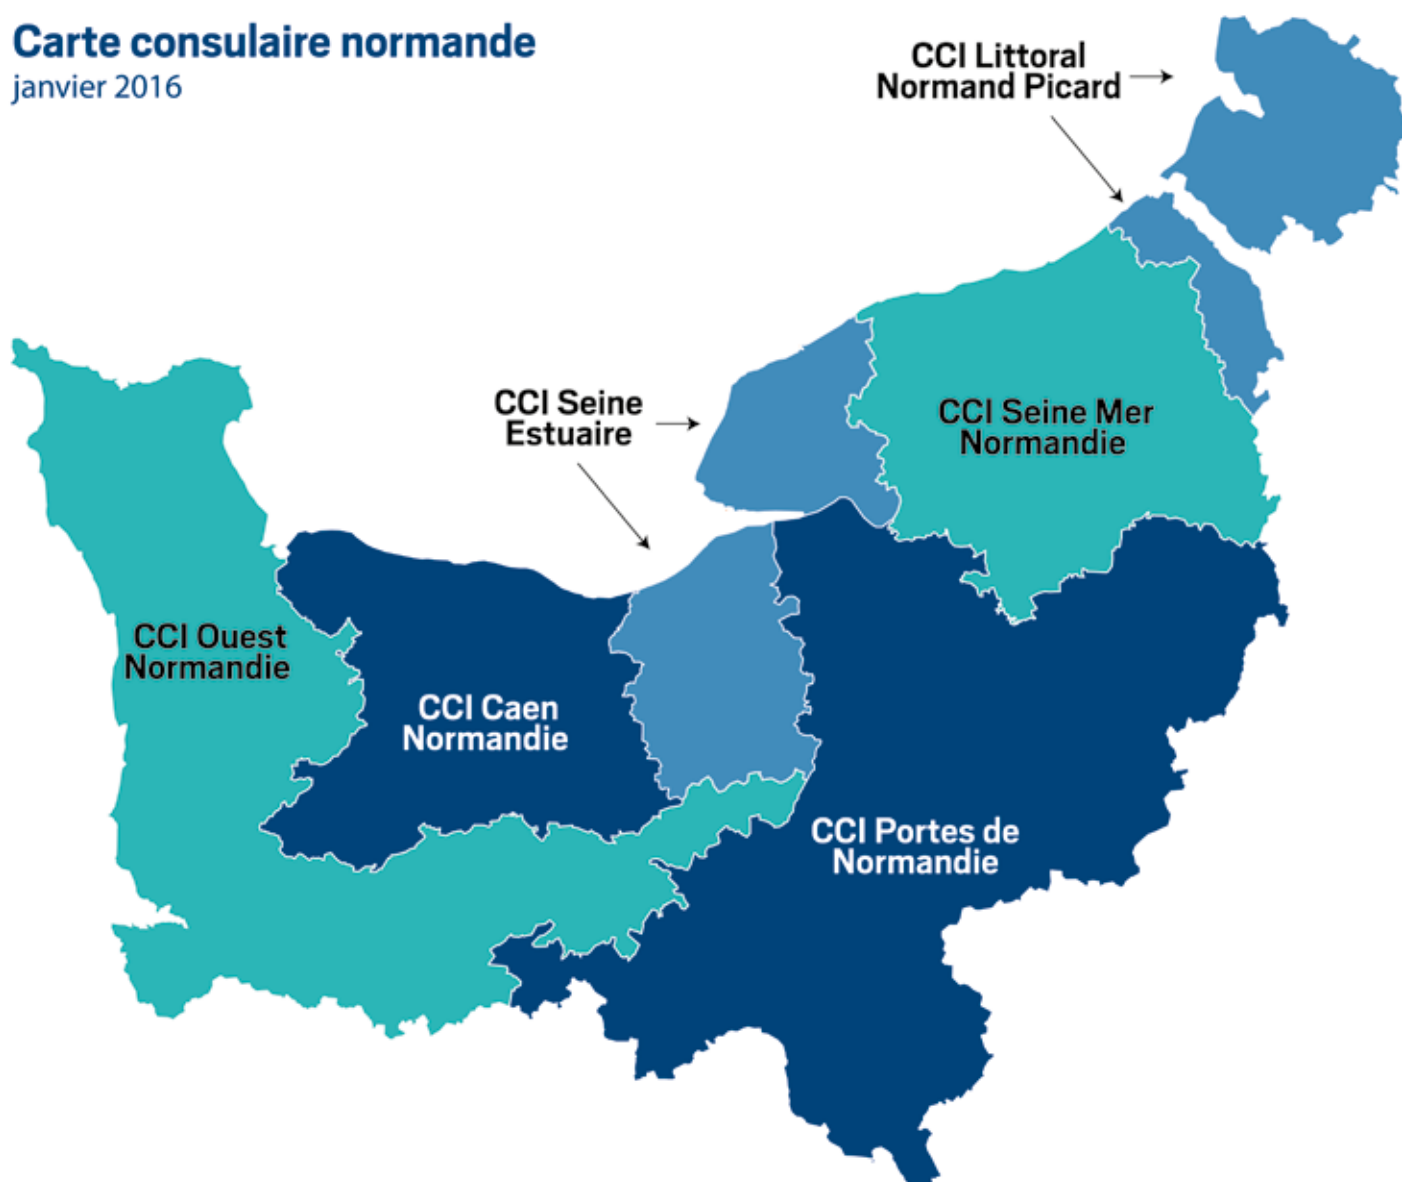 Carte consulaire normande
janvier 2016
CCI Littoral
Normand Picard
CCI Seine
Estuaire
CCI Seine Mer
Normandie
CCI Ouest
Normandie
CCI Caen
Normandie
CCI Portes de
Normandie